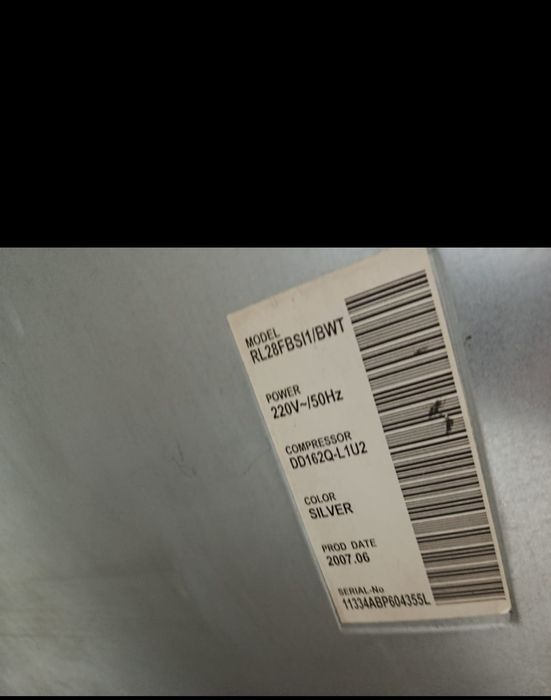 MODEL
RL28FBSI1/BWT
POWER
220V~/50Hz
COMPRESSOR
DD162Q-L1U2
COLOR
SILVER
PROD DATE
2007.06
SERIAL-No
11334ABP604355L